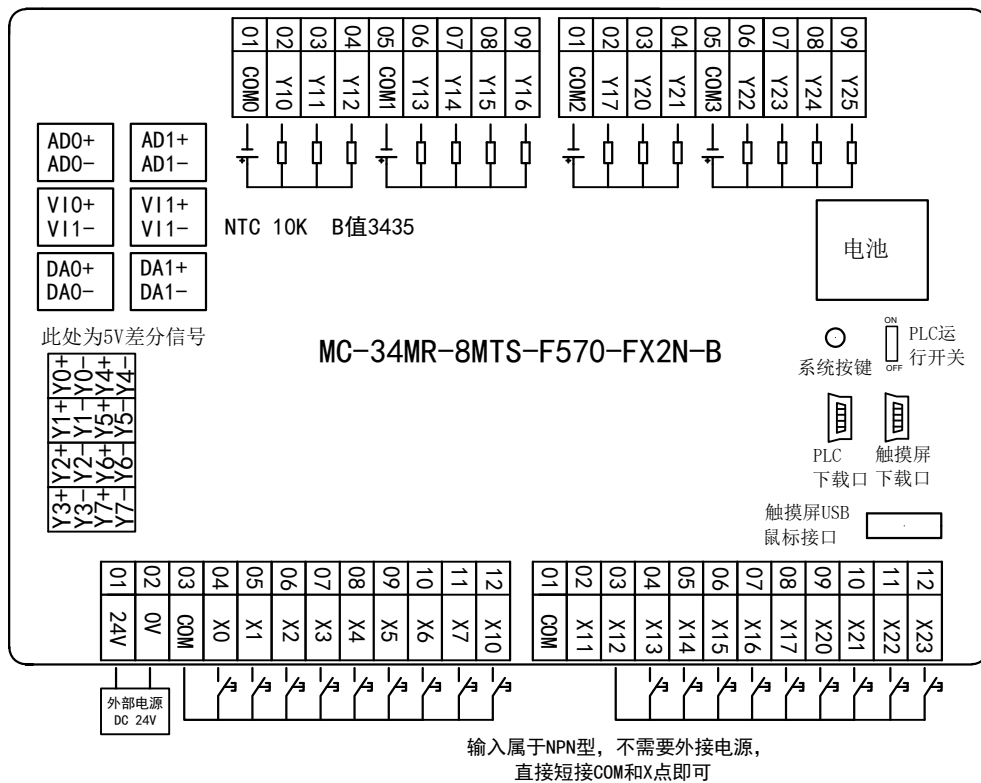 01 02 03 04 05 06 07 08 09
COM0 Y10 Y11 Y12 COM1 Y13 Y14 Y15 Y16
01 02 03 04 05 06 07 08 09
COM2 Y17 Y20 Y21 COM3 Y22 Y23 Y24 Y25
AD0+
AD0-
AD1+
AD1-
VI0+
VI1-
VI1+
VI1-
NTC 10K B值3435
DA0+
DA0-
DA1+
DA1-
电池
此处为5V差分信号
Y0+ Y0- Y4+ Y4-
Y1+ Y1- Y5+ Y5-
Y2+ Y2- Y6+ Y6-
Y3+ Y3- Y7+ Y7-
MC-34MR-8MTS-F570-FX2N-B
系统按键
ON
OFF
PLC运
行开关
PLC
下载口
触摸屏
下载口
触摸屏USB
鼠标接口
01 02 03 04 05 06 07 08 09 10 11 12
24V 0V COM X0 X1 X2 X3 X4 X5 X6 X7 X10
01 02 03 04 05 06 07 08 09 10 11 12
COM X11 X12 X13 X14 X15 X16 X17 X20 X21 X22 X23
外部电源
DC 24V
输入属于NPN型，不需要外接电源，
直接短接COM和X点即可